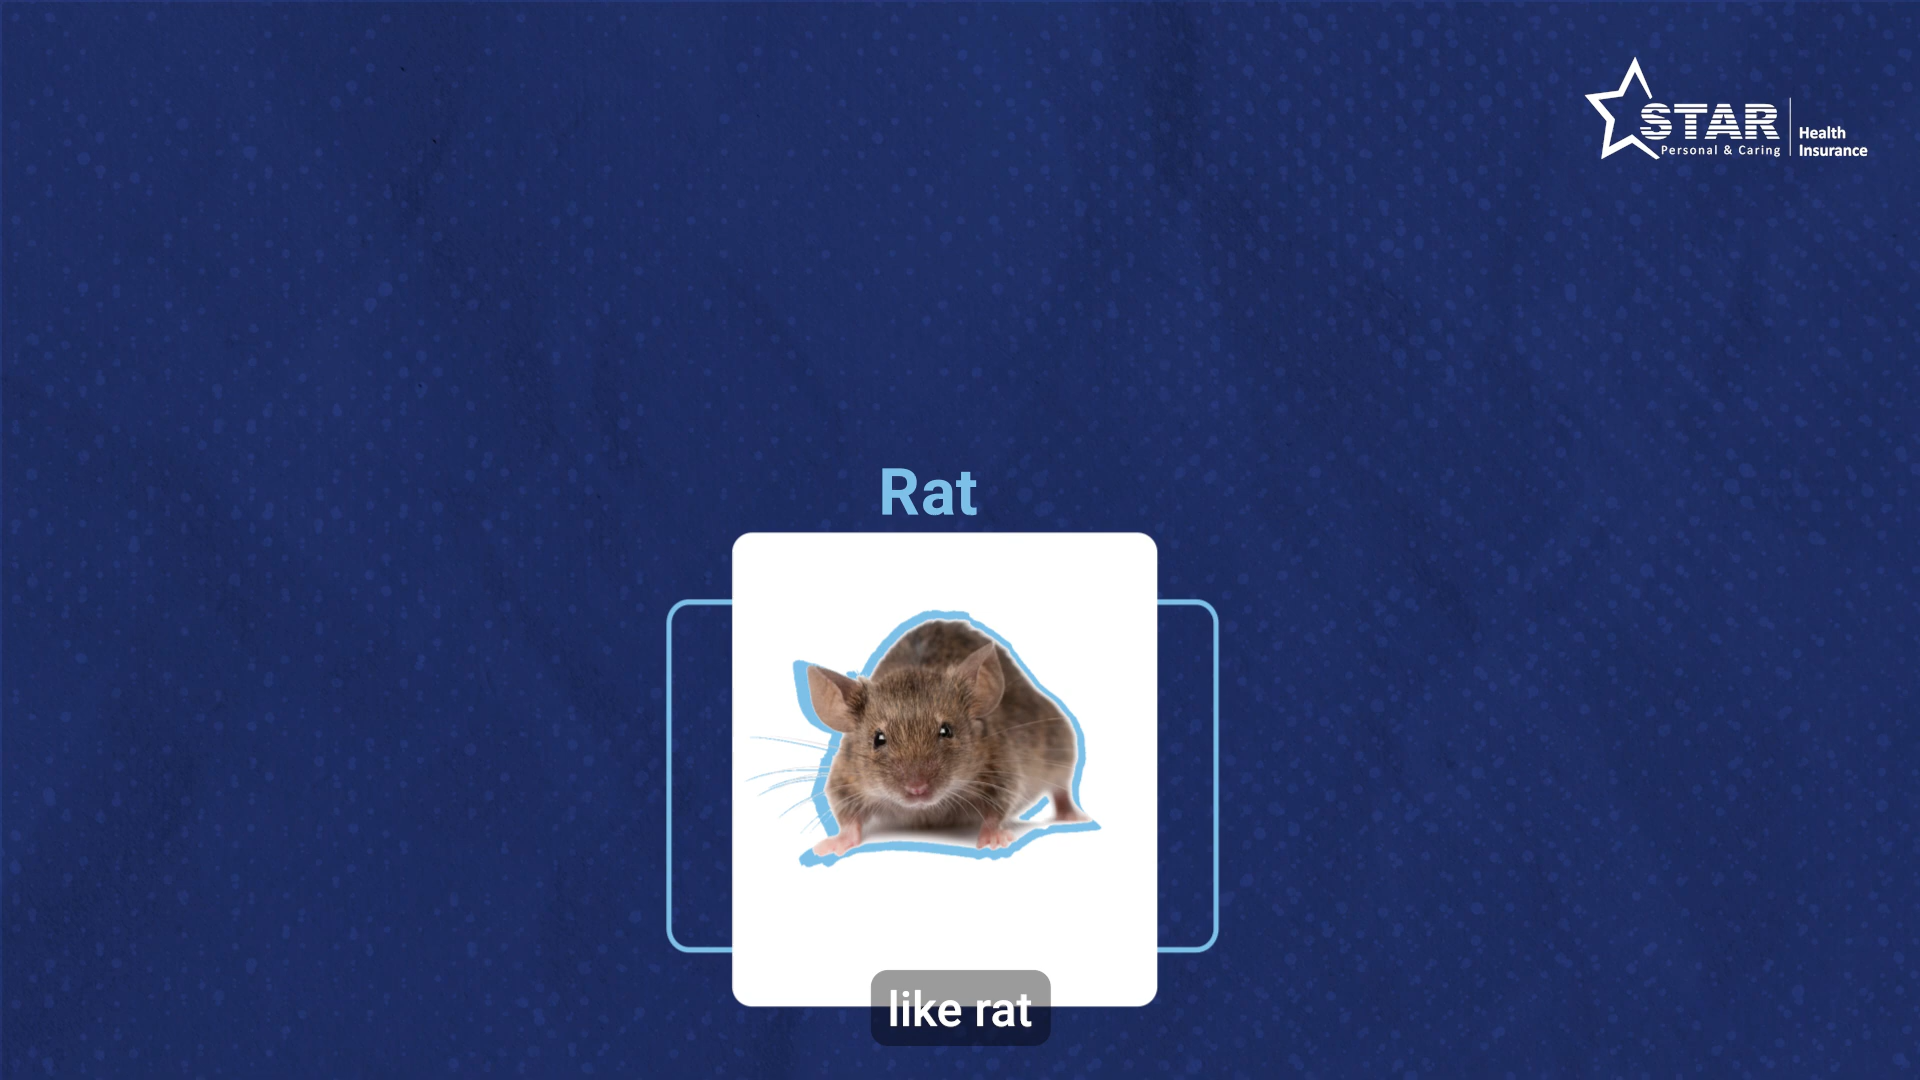 STAR
Personal & Caring
Health
Insurance
Rat
like rat